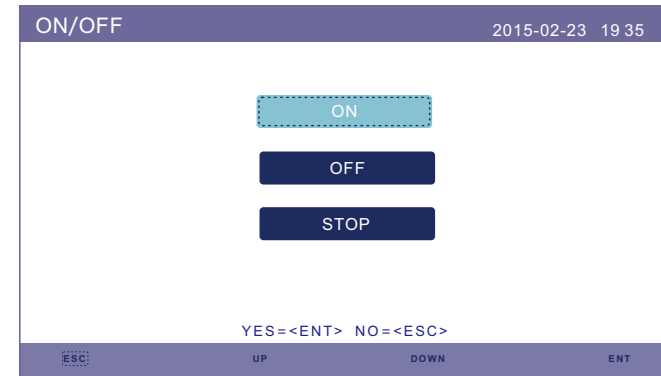 ON/OFF 2015-02-23 19 35
ON
OFF
STOP
YES=<ENT> NO=<ESC>
ESC UP DOWN ENT